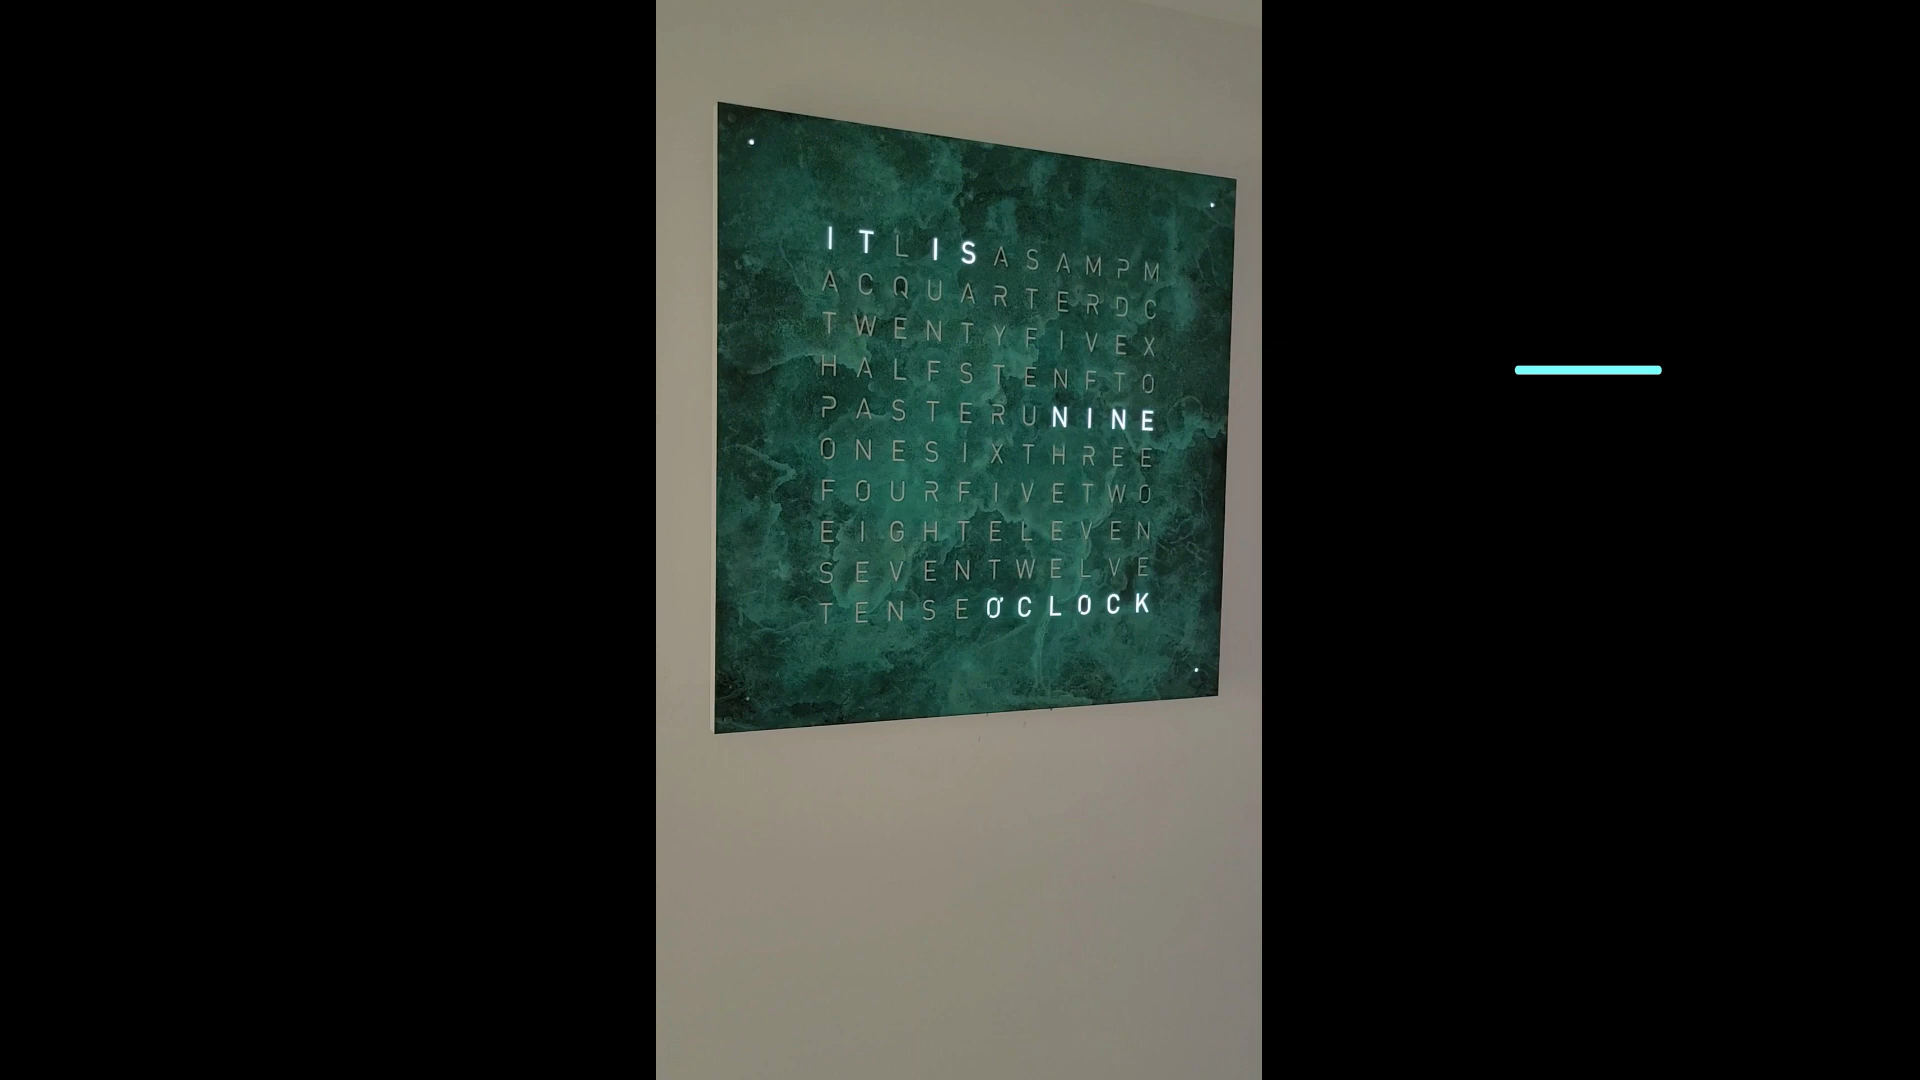 ITLISASAMPM
ACQUARTERDC
TWENTYFIVEX
HALFSTENFTO
PASTERUNINE
ONESIXTHREE
FOURFIVETWO
EIGHTELEVEN
SEVENTWELVE
TENSEO'CLOCK